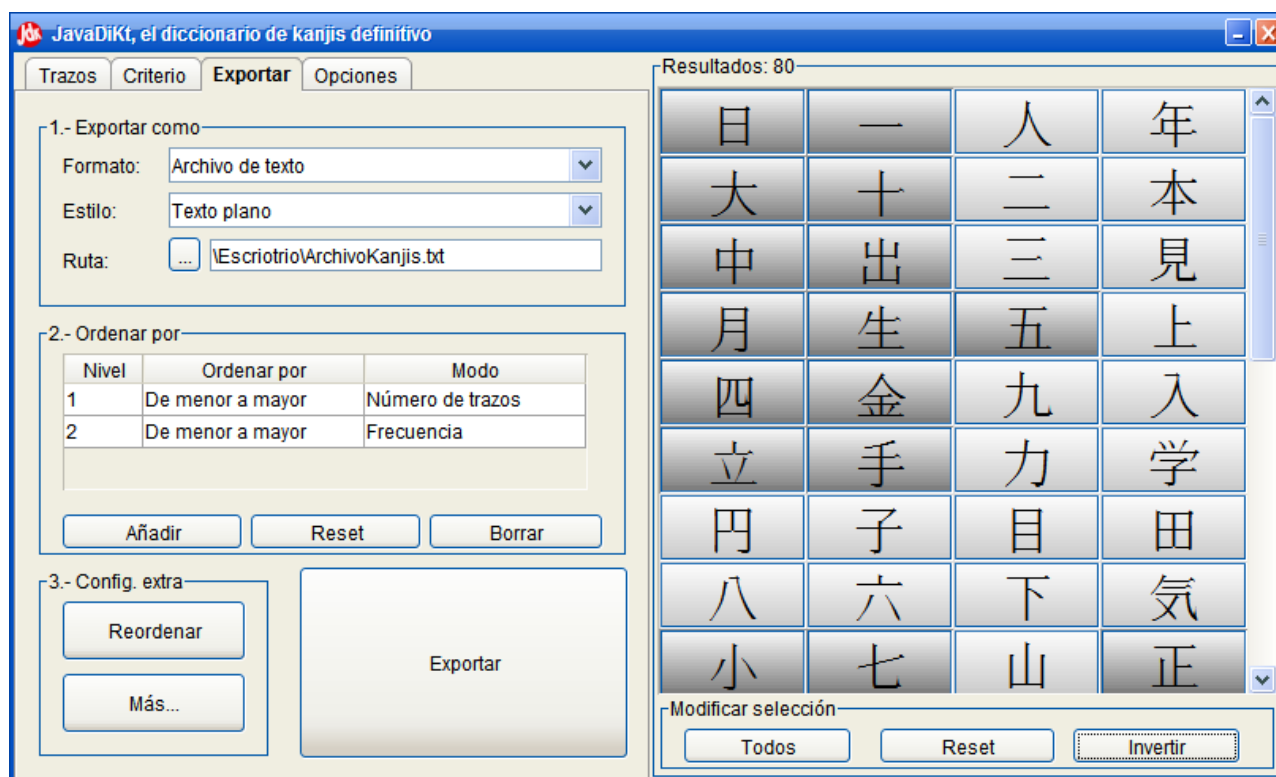 JavaDiKt, el diccionario de kanjis definitivo
Trazos Criterio Exportar Opciones
1.- Exportar como
Formato: Archivo de texto
Estilo: Texto plano
Ruta: ... \Escriotrio\ArchivoKanjis.txt
2.- Ordenar por
Nivel Ordenar por Modo
1 De menor a mayor Número de trazos
2 De menor a mayor Frecuencia
Añadir Reset Borrar
3.- Config. extra
Reordenar
Más...
Exportar
Resultados: 80
日 一 人 年
大 十 二 本
中 出 三 見
月 生 五 上
四 金 九 入
立 手 力 学
円 子 目 田
八 六 下 気
小 七 山 正
Modificar selección
Todos Reset Invertir